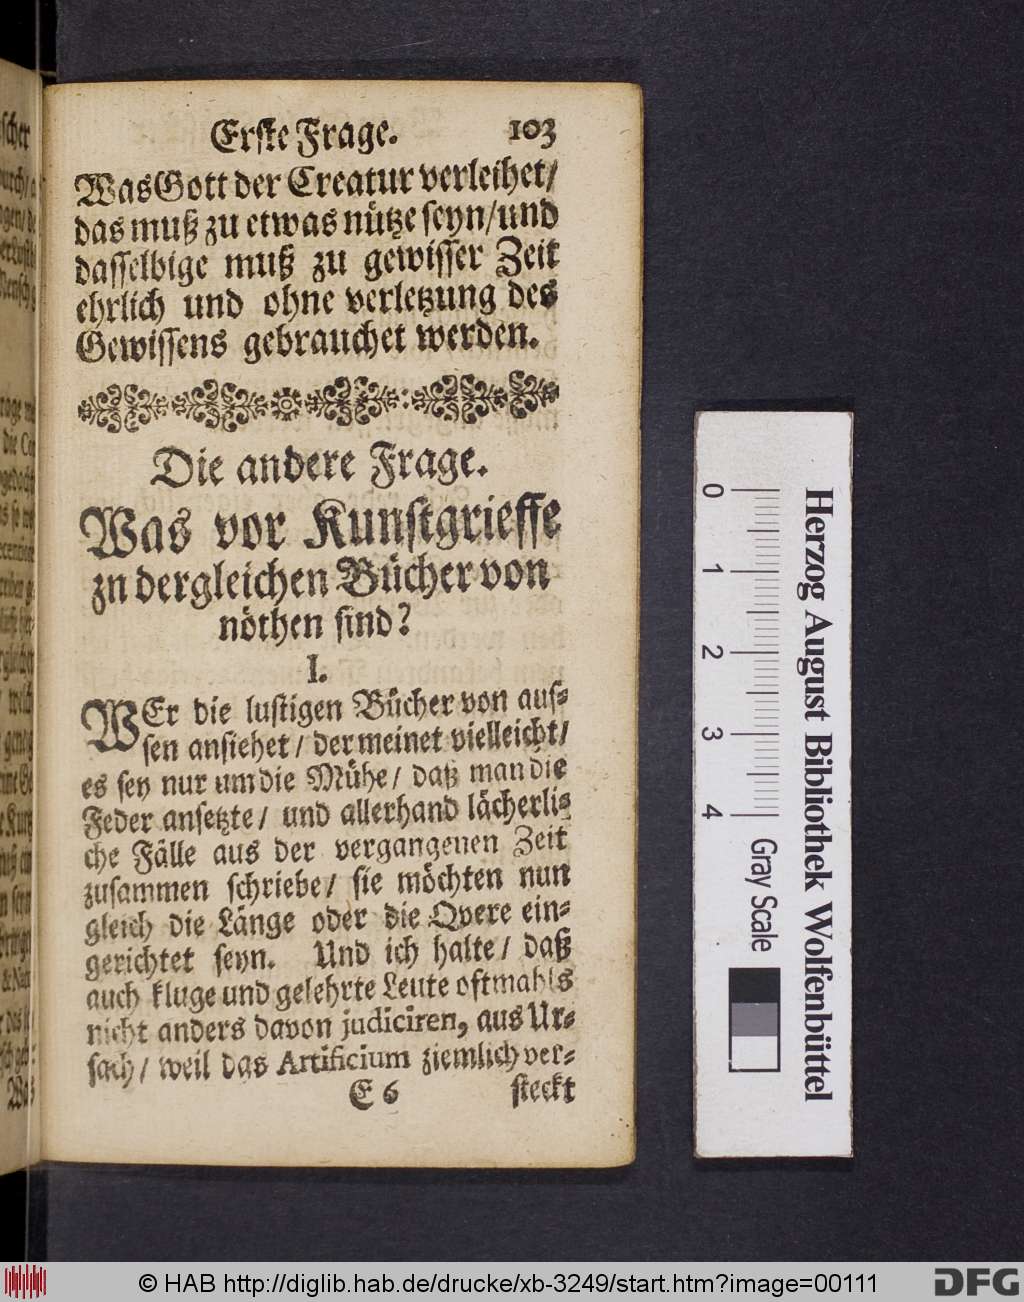 Erste Frage. 103
Was Gott der Creatur verleihet/
das muß zu etwas nütze seyn/und
dasselbige muß zu gewisser Zeit
ehrlich und ohne verletzung des
Gewissens gebrauchet werden.
Die andere Frage.
Was vor Kunstgrieffe
zu dergleichen Bücher von
nöthen sind?
I.
WEr die lustigen Bücher von aus-
sen ansiehet/ der meinet vielleicht/
es sey nur um die Mühe/ daß man die
Feder ansetzte/ und allerhand lächerli-
che Fälle aus der vergangenen Zeit
zusammen schriebe/ sie möchten nun
gleich die Länge oder die Qvere ein-
gerichtet seyn. Und ich halte/ daß
auch kluge und gelehrte Leute oftmahls
nicht anders davon judiciren, aus Ur-
sach/ weil das Artificium ziemlich ver-
E 6 steckt
0 1 2 3 4
Gray Scale
Herzog August Bibliothek Wolfenbüttel
© HAB http://diglib.hab.de/drucke/xb-3249/start.htm?image=00111
DFG